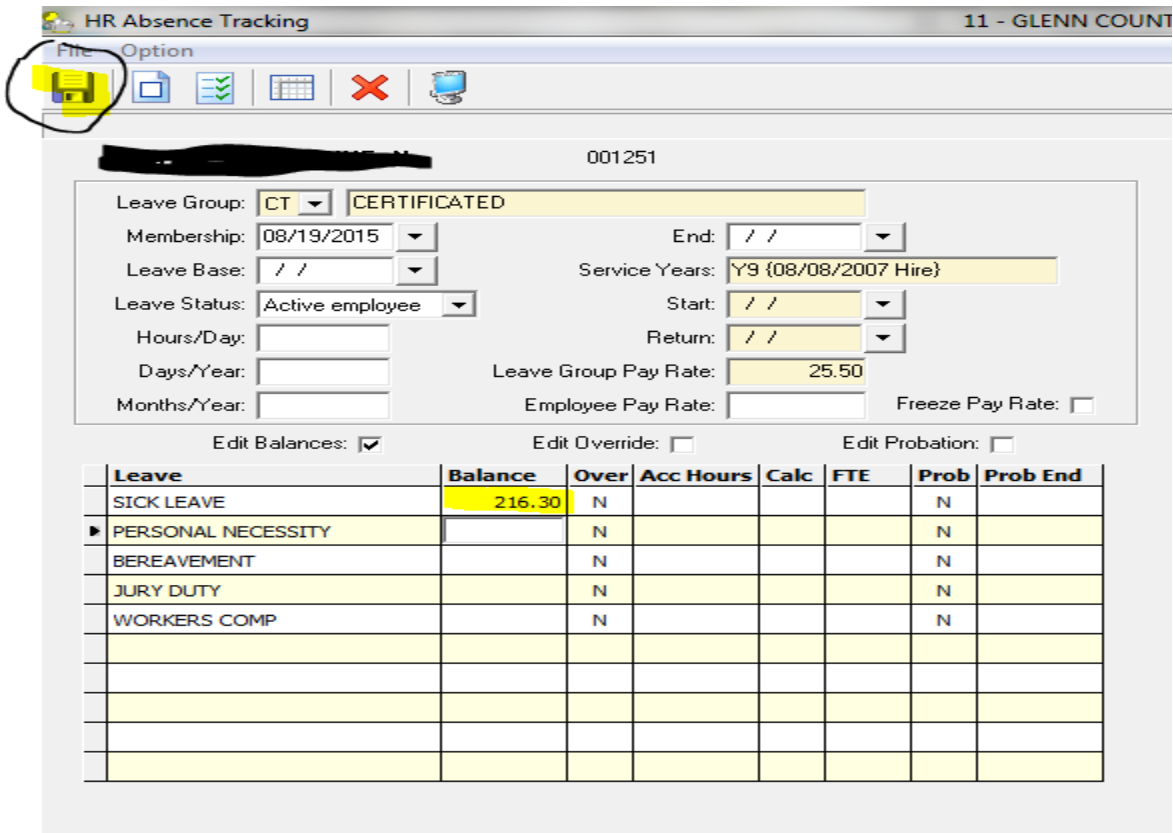 HR Absence Tracking 11 - GLENN COUNT
File Option
001251
Leave Group: CT CERTIFICATED
Membership: 08/19/2015 End: / /
Leave Base: / / Service Years: Y9 {08/08/2007 Hire}
Leave Status: Active employee Start: / /
Hours/Day: Return: / /
Days/Year: Leave Group Pay Rate: 25.50
Months/Year: Employee Pay Rate: Freeze Pay Rate:
Edit Balances: Edit Override: Edit Probation:
Leave Balance Over Acc Hours Calc FTE Prob Prob End
SICK LEAVE 216.30 N N
PERSONAL NECESSITY N N
BEREAVEMENT N N
JURY DUTY N N
WORKERS COMP N N